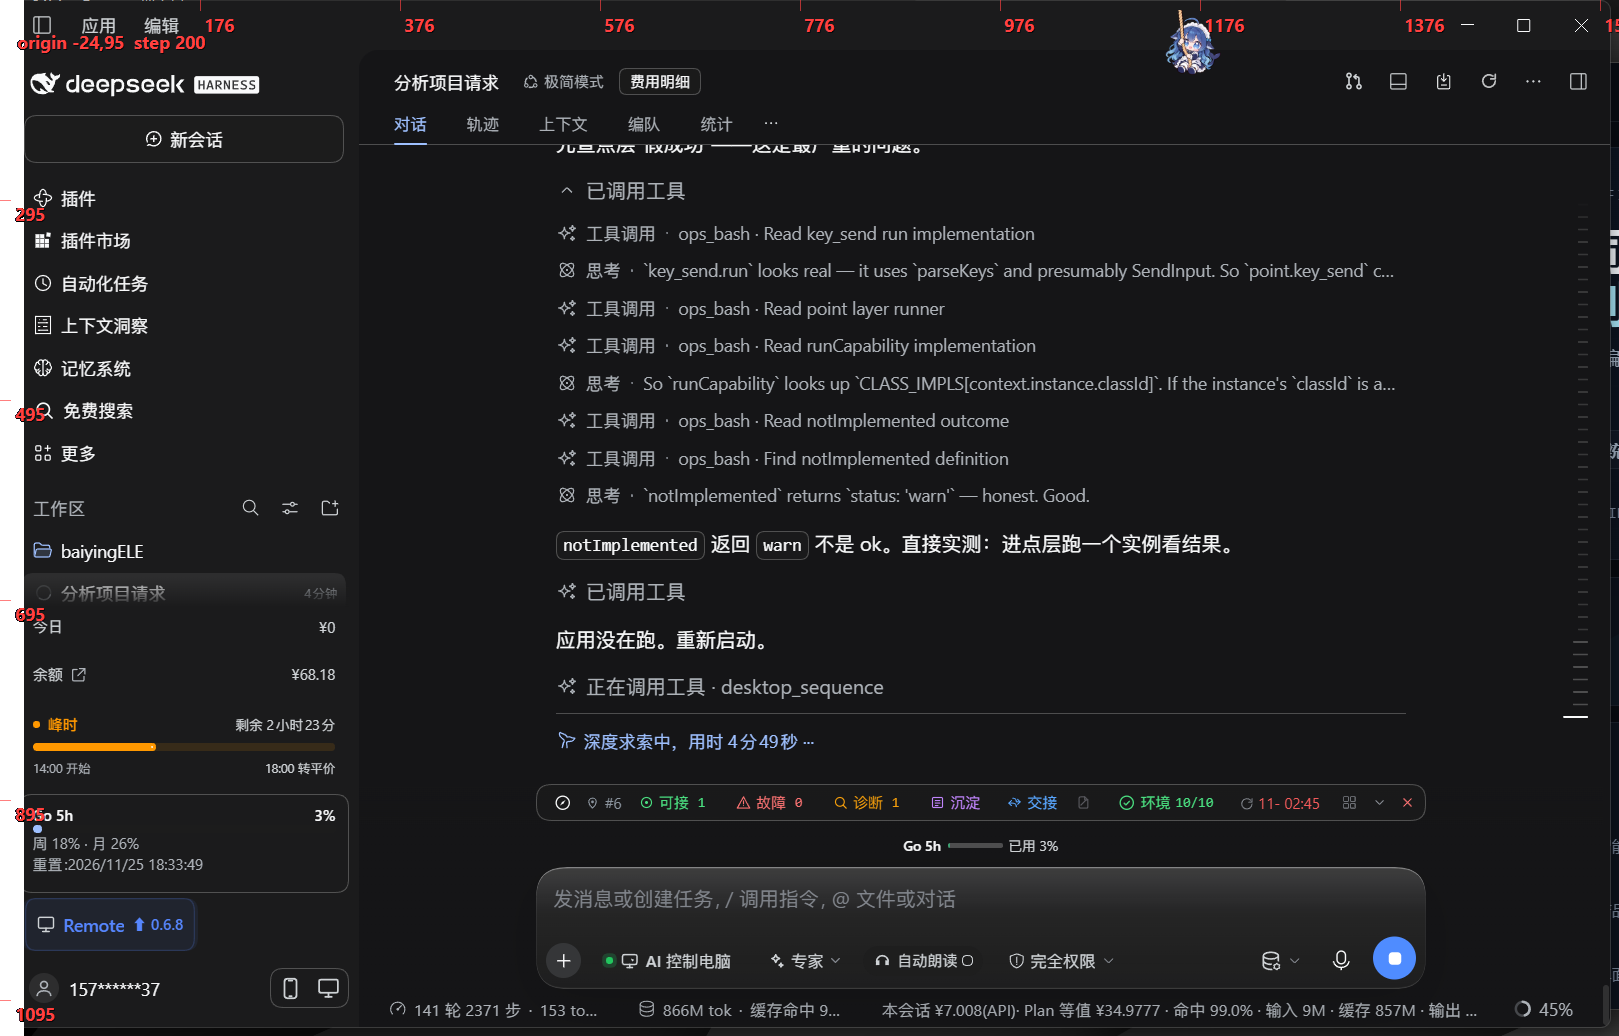 应用 编辑
176 376 576 776 976 1176 1376
origin -24,95 step 200
deepseek HARNESS
新会话
插件
295
插件市场
自动化任务
上下文洞察
记忆系统
495
免费搜索
更多
工作区
baiyingELE
分析项目请求 4分钟
695
今日 ¥0
余额 ¥68.18
峰时 剩余 2小时23分
14:00 开始 18:00 转平价
895
Go 5h 3%
周 18% · 月 26%
重置:2026/11/25 18:33:49
Remote 0.6.8
157******37
1095
分析项目请求 极简模式 费用明细
对话 轨迹 上下文 编队 统计 ···
已调用工具
工具调用 · ops_bash · Read key_send run implementation
思考 · `key_send.run` looks real — it uses `parseKeys` and presumably SendInput. So `point.key_send` c...
工具调用 · ops_bash · Read point layer runner
工具调用 · ops_bash · Read runCapability implementation
思考 · So `runCapability` looks up `CLASS_IMPLS[context.instance.classId]`. If the instance's `classId` is a...
工具调用 · ops_bash · Read notImplemented outcome
工具调用 · ops_bash · Find notImplemented definition
思考 · `notImplemented` returns `status: 'warn'` — honest. Good.
notImplemented 返回 warn 不是 ok。直接实测：进点层跑一个实例看结果。
已调用工具
应用没在跑。重新启动。
正在调用工具 · desktop_sequence
深度求索中，用时 4分49秒 ···
#6 可接 1 故障 0 诊断 1 沉淀 交接 环境 10/10 11- 02:45
Go 5h 已用 3%
发消息或创建任务, / 调用指令, @ 文件或对话
AI 控制电脑 专家 自动朗读 完全权限
141 轮 2371 步 · 153 to... 866M tok · 缓存命中 9... 本会话 ¥7.008(API)· Plan 等值 ¥34.9777 · 命中 99.0% · 输入 9M · 缓存 857M · 输出 ... 45%